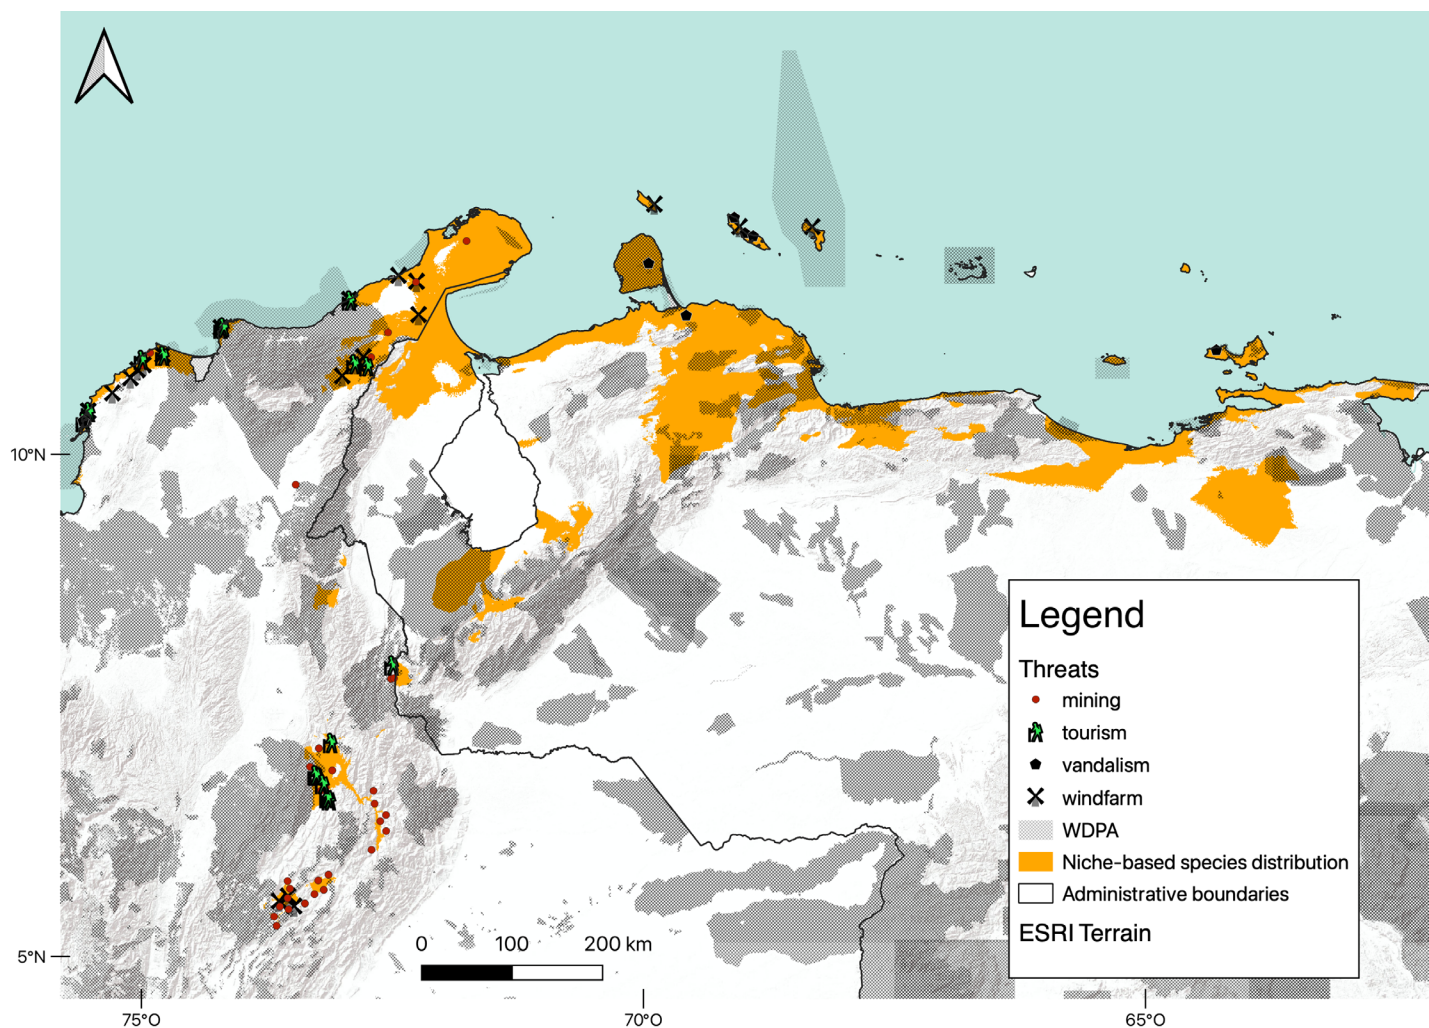 10°N
5°N
0 100 200 km
75°O
70°O
65°O
Legend
Threats
mining
tourism
vandalism
windfarm
WDPA
Niche-based species distribution
Administrative boundaries
ESRI Terrain